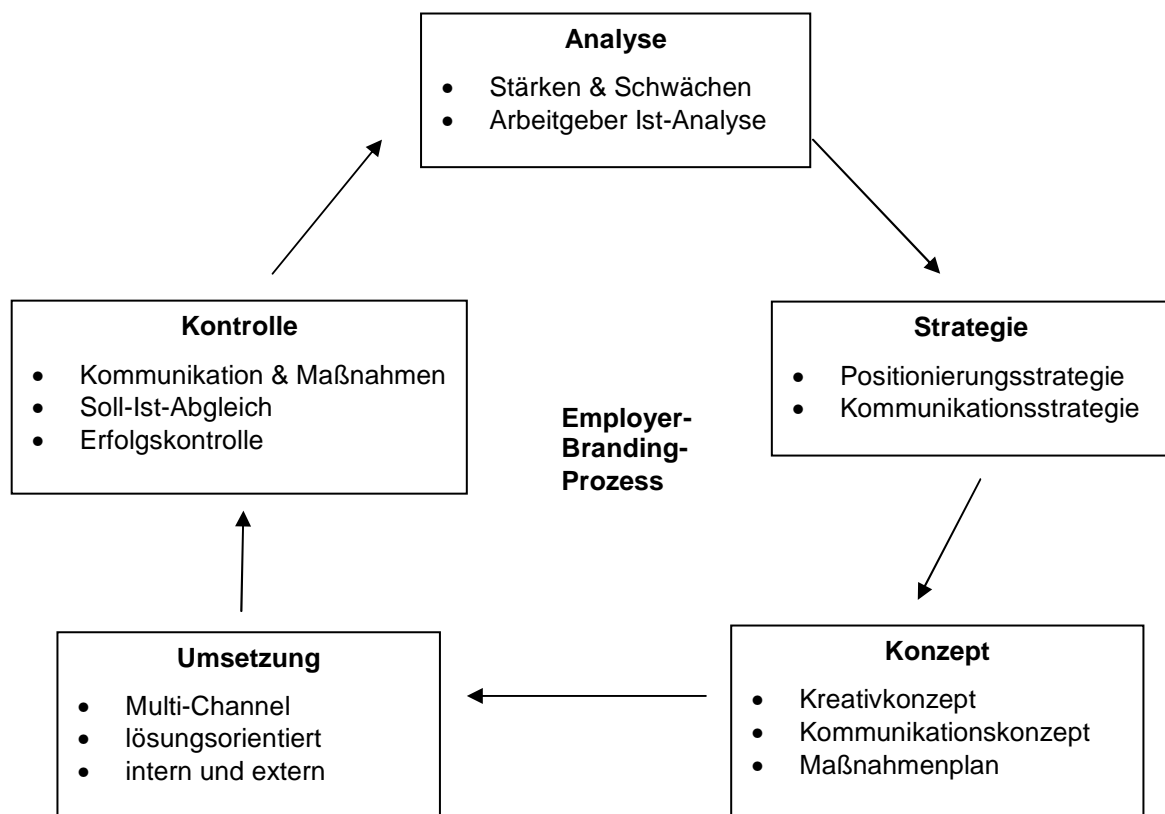 Analyse
• Stärken & Schwächen
• Arbeitgeber Ist-Analyse
Kontrolle
• Kommunikation & Maßnahmen
• Soll-Ist-Abgleich
• Erfolgskontrolle
Employer-
Branding-
Prozess
Strategie
• Positionierungsstrategie
• Kommunikationsstrategie
Umsetzung
• Multi-Channel
• lösungsorientiert
• intern und extern
Konzept
• Kreativkonzept
• Kommunikationskonzept
• Maßnahmenplan